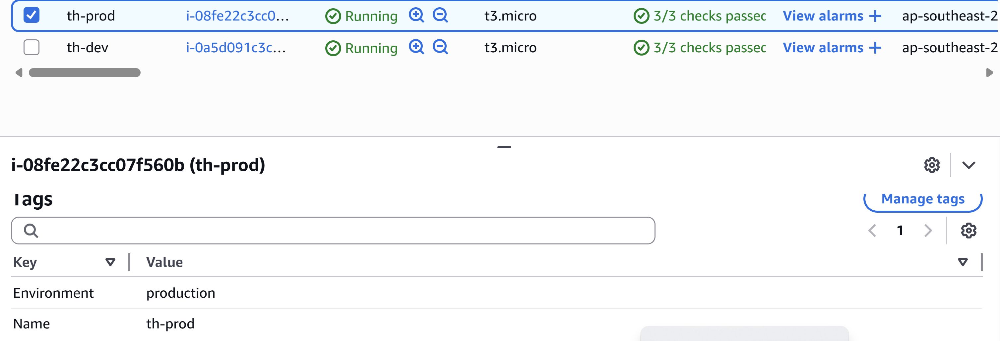 th-prod i-08fe22c3cc0... Running t3.micro 3/3 checks passed View alarms + ap-southeast-2
th-dev i-0a5d091c3c... Running t3.micro 3/3 checks passed View alarms + ap-southeast-2
i-08fe22c3cc07f560b (th-prod)
Tags Manage tags
1
Key Value
Environment production
Name th-prod